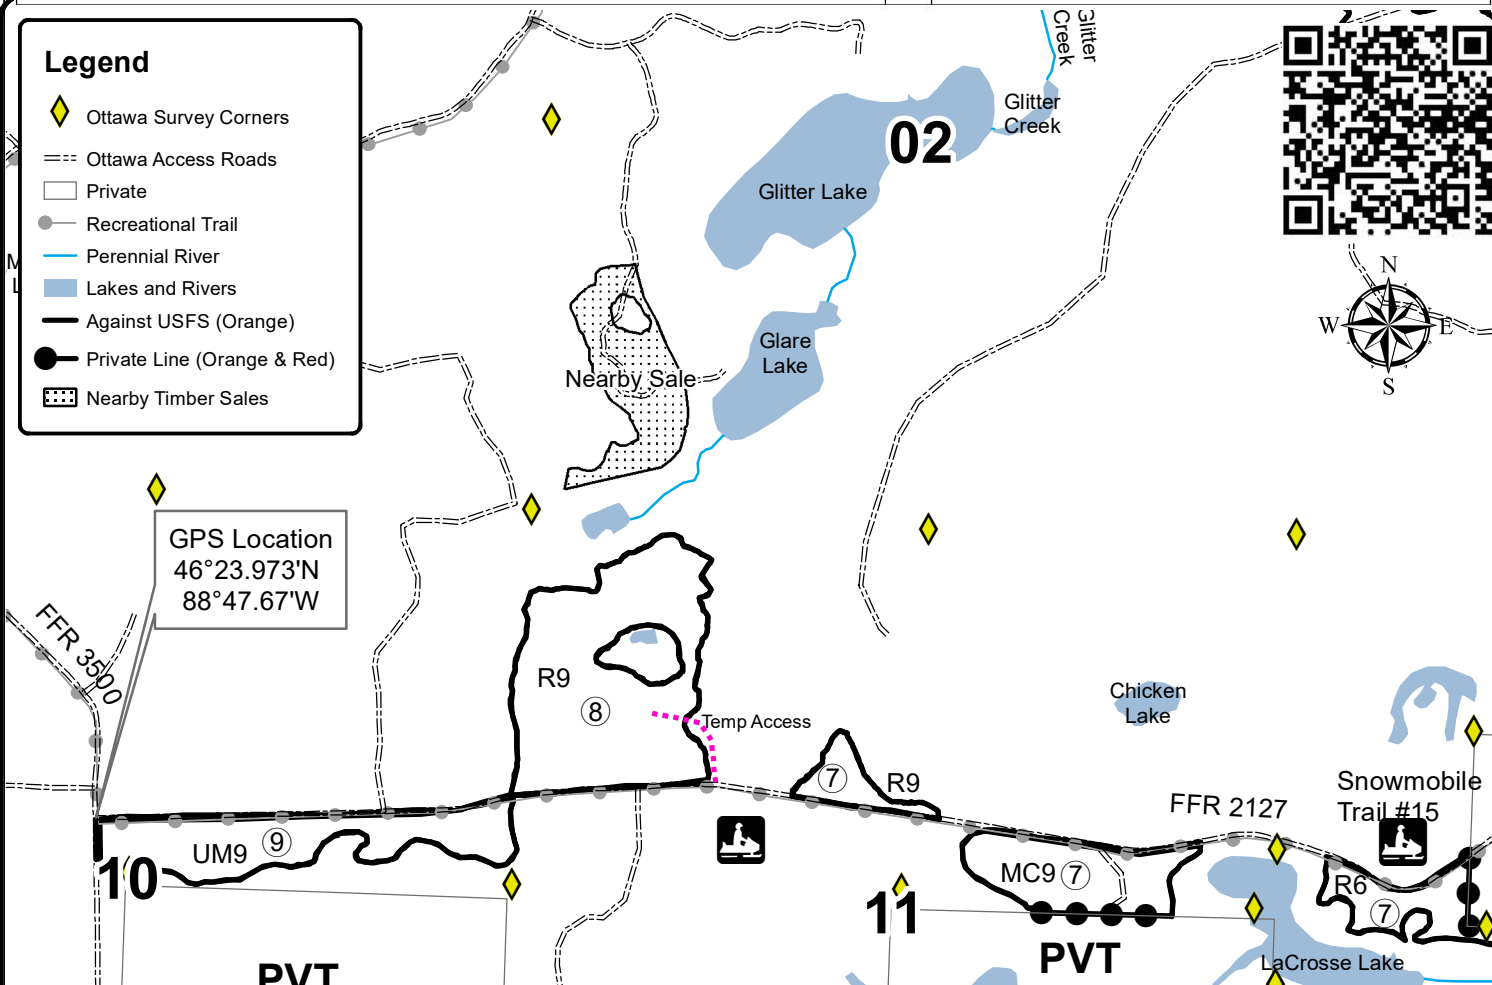 Legend
Ottawa Survey Corners
Ottawa Access Roads
Private
Recreational Trail
Perennial River
Lakes and Rivers
Against USFS (Orange)
Private Line (Orange & Red)
Nearby Timber Sales
Glitter
Creek
Glitter
Creek
02
Glitter Lake
Glare
Lake
Nearby Sale
N
W
E
S
GPS Location
46°23.973'N
88°47.67'W
FFR 3500
R9
8
Temp Access
Chicken
Lake
7
R9
FFR 2127
Snowmobile
Trail #15
UM9
9
10
MC9
7
R6
7
11
PVT
PVT
LaCrosse Lake